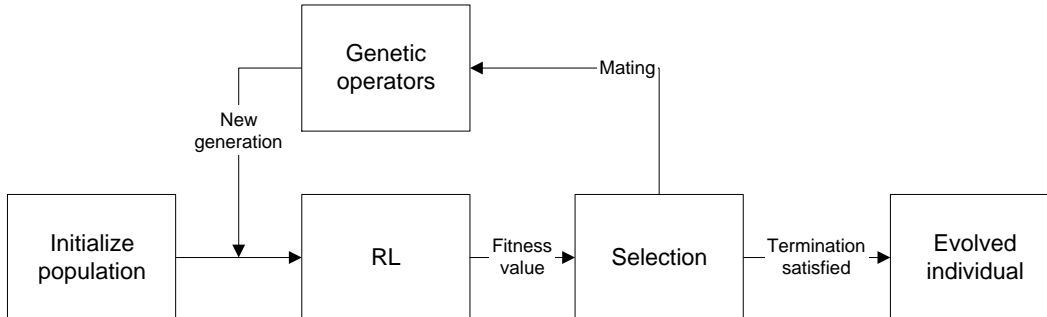 Genetic
operators
Mating
New
generation
Initialize
population
RL
Fitness
value
Selection
Termination
satisfied
Evolved
individual